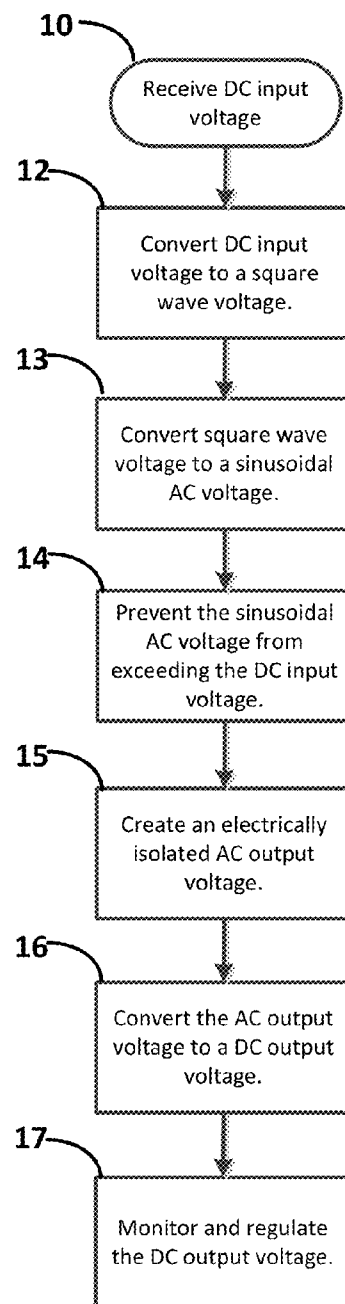 10
Receive DC input
voltage
12
Convert DC input
voltage to a square
wave voltage.
13
Convert square wave
voltage to a sinusoidal
AC voltage.
14
Prevent the sinusoidal
AC voltage from
exceeding the DC input
voltage.
15
Create an electrically
isolated AC output
voltage.
16
Convert the AC output
voltage to a DC output
voltage.
17
Monitor and regulate
the DC output voltage.